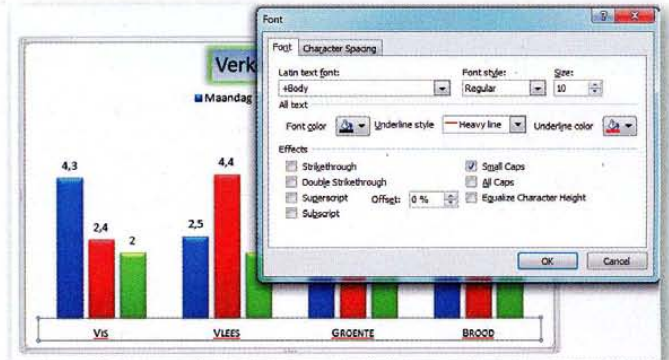 Font
Font Character Spacing
Latin text font: Font style: Size:
+Body Regular 10
All text
Font color Underline style Heavy line Underline color
Effects
Strikethrough Small Caps
Double Strikethrough All Caps
Superscript Offset: 0 % Equalize Character Height
Subscript
OK Cancel
Verk
Maandag
4,3 2,4 2 2,5 4,4
VIS VLEES GROENTE BROOD